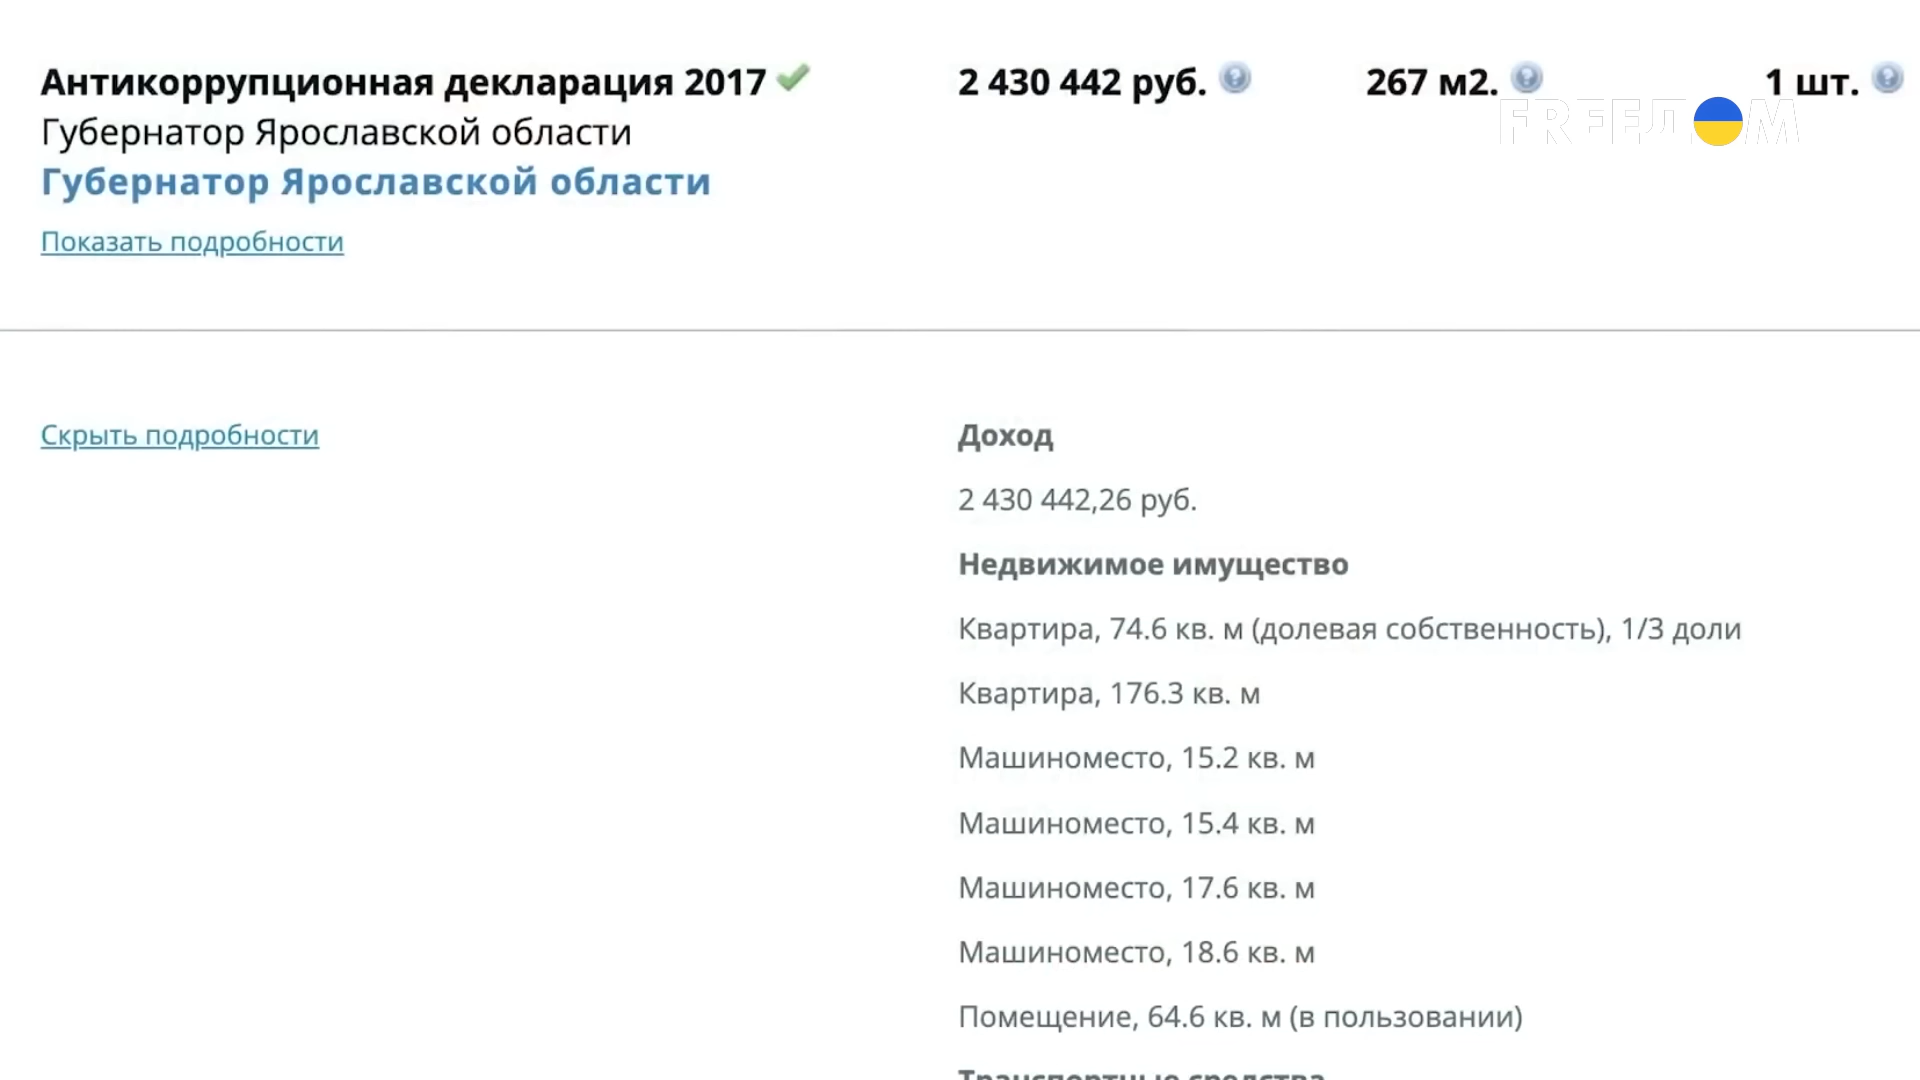 Антикоррупционная декларация 2017
2 430 442 руб.
267 м2.
1 шт.
FREEДОМ
Губернатор Ярославской области
Губернатор Ярославской области
Показать подробности
Скрыть подробности
Доход
2 430 442,26 руб.
Недвижимое имущество
Квартира, 74.6 кв. м (долевая собственность), 1/3 доли
Квартира, 176.3 кв. м
Машиноместо, 15.2 кв. м
Машиноместо, 15.4 кв. м
Машиноместо, 17.6 кв. м
Машиноместо, 18.6 кв. м
Помещение, 64.6 кв. м (в пользовании)
Транспортные средства